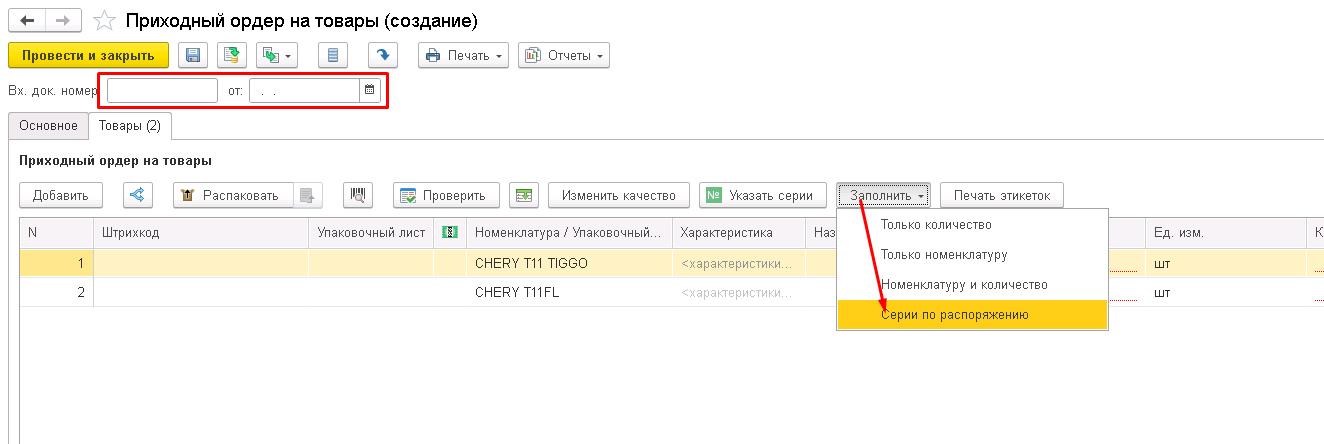 Приходный ордер на товары (создание)
Провести и закрыть Печать Отчеты
Вх. док. номер от: . .
Основное Товары (2)
Приходный ордер на товары
Добавить Распаковать Проверить Изменить качество № Указать серии Заполнить Печать этикеток
N Штрихкод Упаковочный лист Номенклатура / Упаковочный... Характеристика Наз Ед. изм. К
Только количество
1 CHERY T11 TIGGO <характеристики... шт
Только номенклатуру
2 CHERY T11FL <характеристики... шт
Номенклатуру и количество
Серии по распоряжению